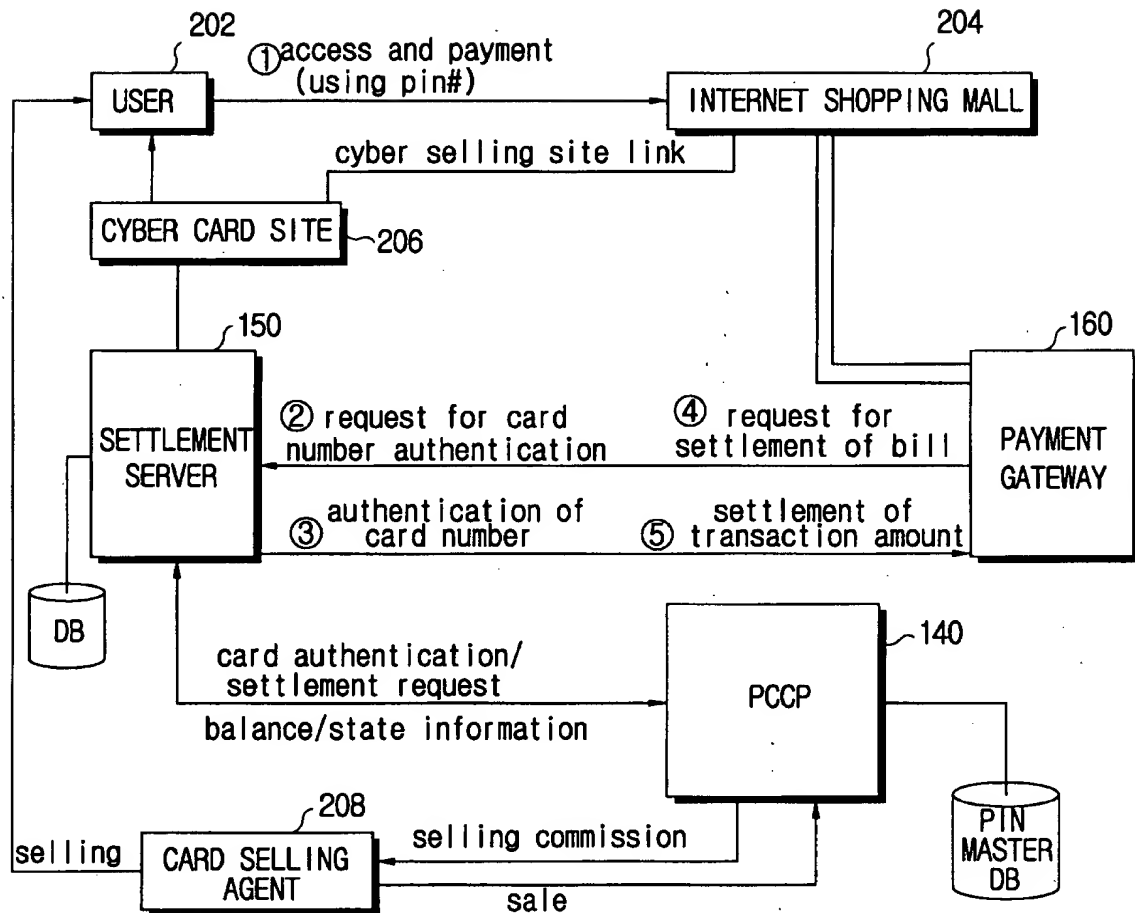 202
204
① access and payment
(using pin#)
USER
INTERNET SHOPPING MALL
cyber selling site link
CYBER CARD SITE
206
150
160
② request for card
number authentication
④ request for
settlement of bill
SETTLEMENT
SERVER
PAYMENT
GATEWAY
③ authentication of
card number
⑤ settlement of
transaction amount
DB
140
card authentication/
settlement request
PCCP
balance/state information
208
selling commission
selling
CARD SELLING
AGENT
sale
PIN
MASTER
DB